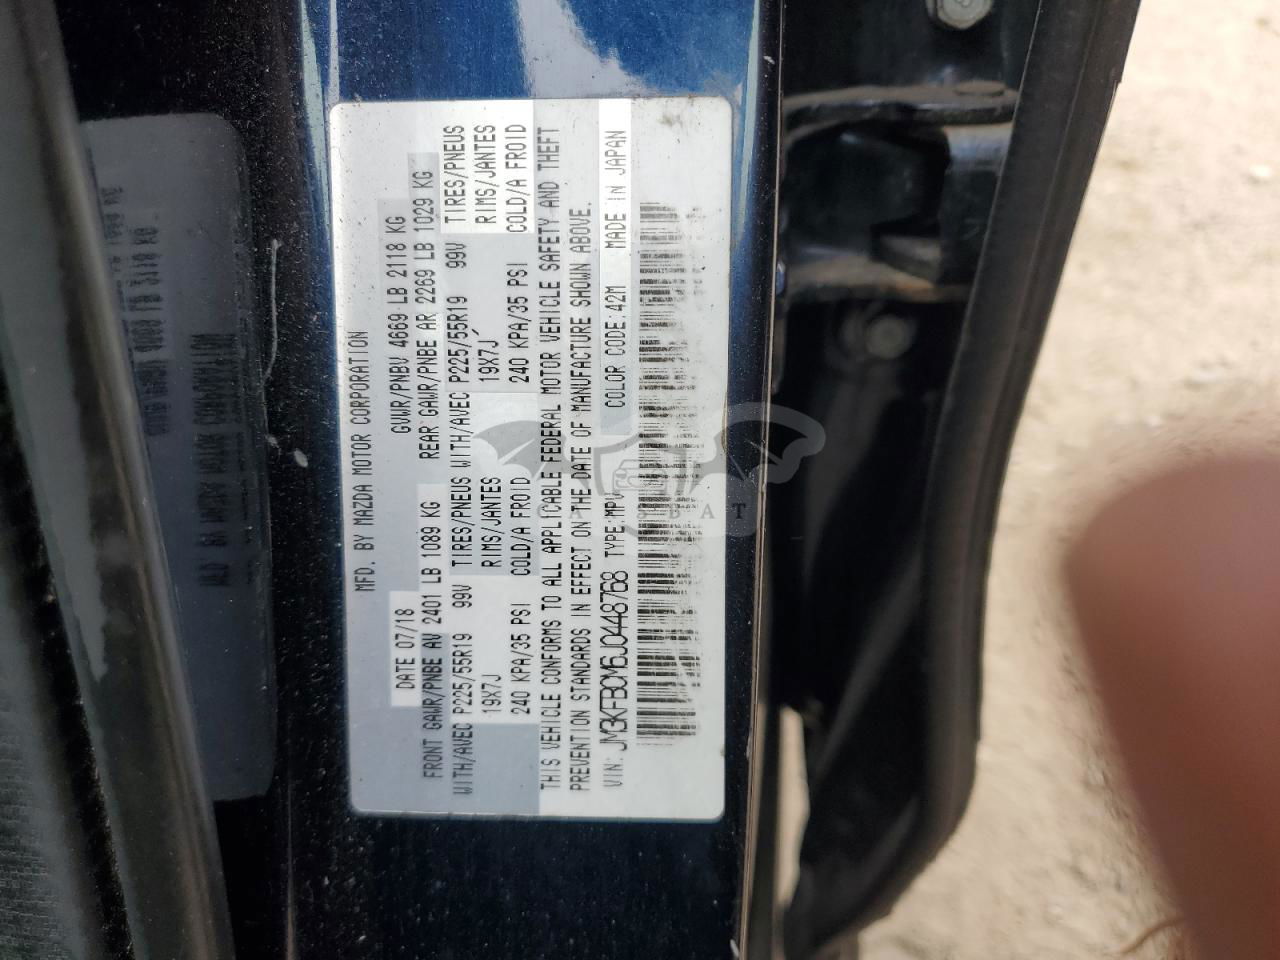 MFD. BY MAZDA MOTOR CORPORATION
DATE 07/18 GVWR/PNBV 4669 LB 2118 KG
FRONT GAWR/PNBE AV 2401 LB 1089 KG REAR GAWR/PNBE AR 2269 LB 1029 KG
WITH/AVEC P225/55R19 99V TIRES/PNEUS WITH/AVEC P225/55R19 99V TIRES/PNEUS
19X7J RIMS/JANTES 19X7J RIMS/JANTES
240 KPA/35 PSI COLD/A FROID 240 KPA/35 PSI COLD/A FROID
THIS VEHICLE CONFORMS TO ALL APPLICABLE FEDERAL MOTOR VEHICLE SAFETY AND THEFT
PREVENTION STANDARDS IN EFFECT ON THE DATE OF MANUFACTURE SHOWN ABOVE.
VIN: JM3KFBCM6J0448768 TYPE:MPV COLOR CODE:42M MADE IN JAPAN